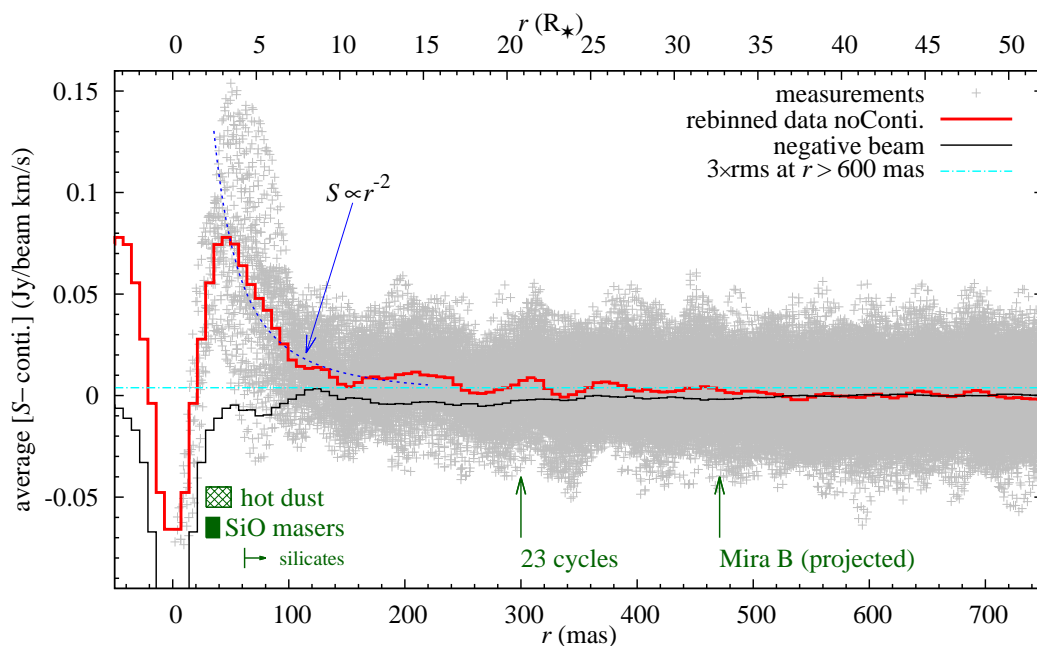 r (R★)
0 5 10 15 20 25 30 35 40 45 50
measurements
rebinned data noConti.
negative beam
3×rms at r > 600 mas
S∝r⁻²
average [S− conti.] (Jy/beam km/s)
0.15
0.1
0.05
0
-0.05
hot dust
SiO masers
silicates
23 cycles
Mira B (projected)
0 100 200 300 400 500 600 700
r (mas)